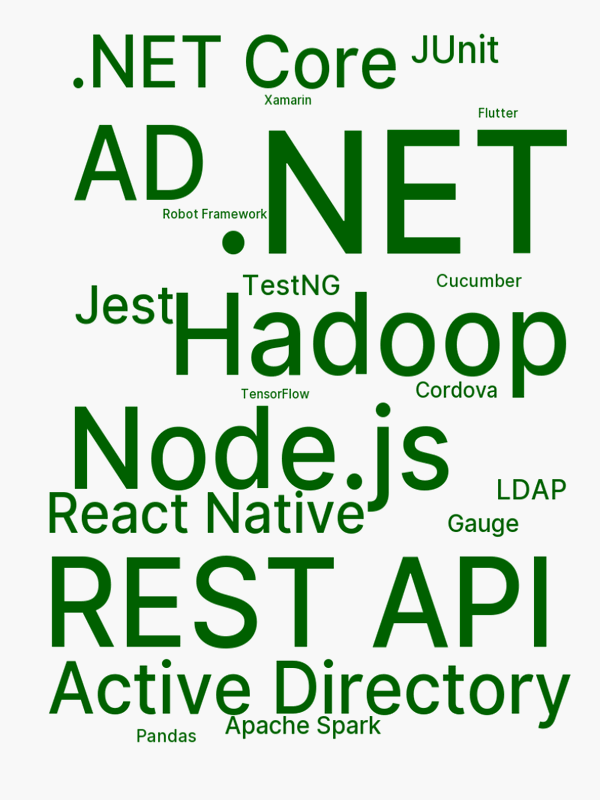 .NET Core
JUnit
Xamarin
Flutter
AD
.NET
Robot Framework
TestNG
Cucumber
Jest
Hadoop
TensorFlow
Cordova
Node.js
LDAP
React Native
Gauge
REST API
Active Directory
Apache Spark
Pandas